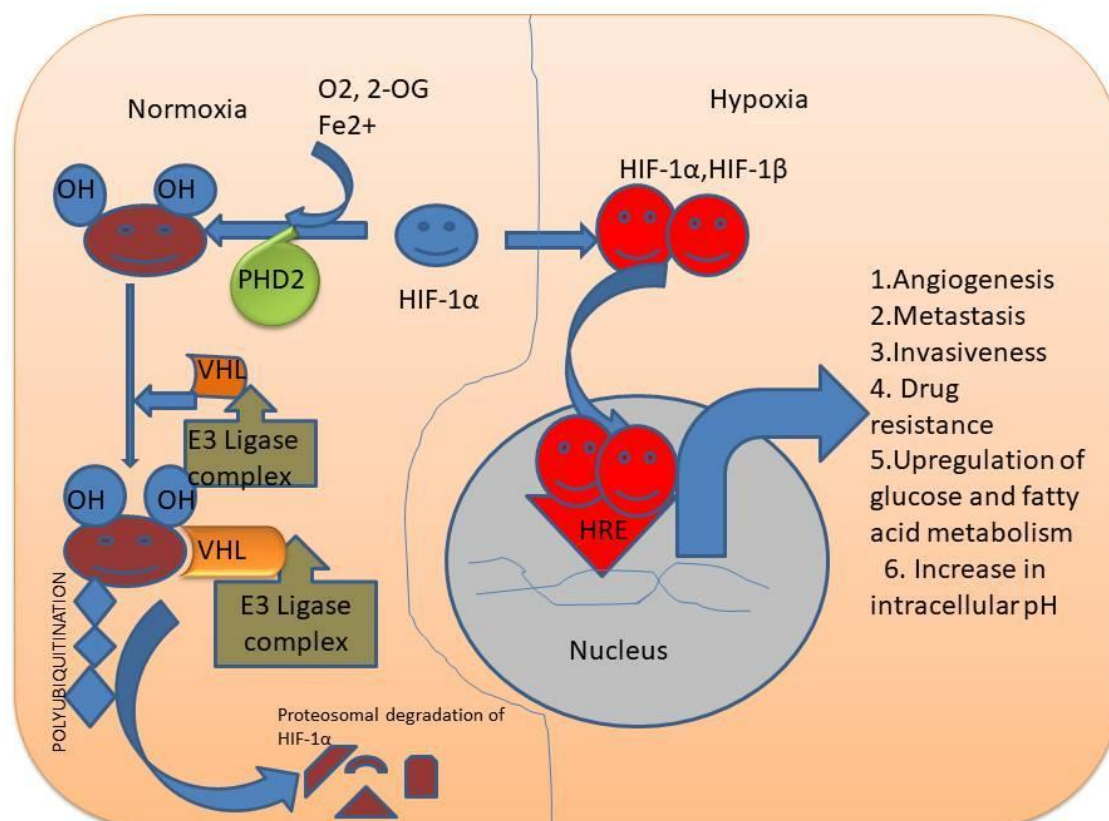 Normoxia
O2, 2-OG
Fe2+
OH
OH
PHD2
HIF-1α
VHL
E3 Ligase
complex
OH
OH
VHL
E3 Ligase
complex
POLYUBIQUITINATION
Proteosomal degradation of
HIF-1α
Hypoxia
HIF-1α,HIF-1β
HRE
Nucleus
1.Angiogenesis
2.Metastasis
3.Invasiveness
4. Drug
resistance
5.Upregulation of
glucose and fatty
acid metabolism
6. Increase in
intracellular pH